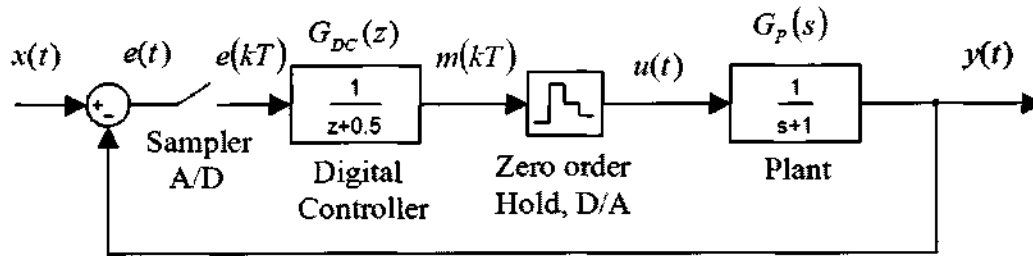 x(t)
e(t)
e(kT)
G_DC(z)
m(kT)
u(t)
G_P(s)
y(t)
+
-
1
z+0.5
1
s+1
Sampler
A/D
Digital
Controller
Zero order
Hold, D/A
Plant